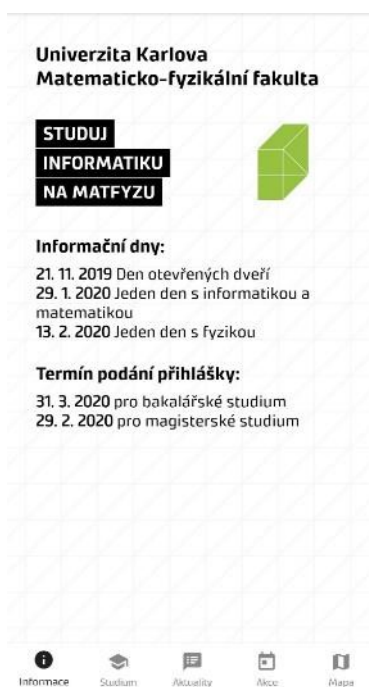 Univerzita Karlova
Matematicko-fyzikální fakulta
STUDUJ
INFORMATIKU
NA MATFYZU
Informační dny:
21. 11. 2019 Den otevřených dveří
29. 1. 2020 Jeden den s informatikou a
matematikou
13. 2. 2020 Jeden den s fyzikou
Termín podání přihlášky:
31. 3. 2020 pro bakalářské studium
29. 2. 2020 pro magisterské studium
Informace Studium Aktuality Akce Mapa